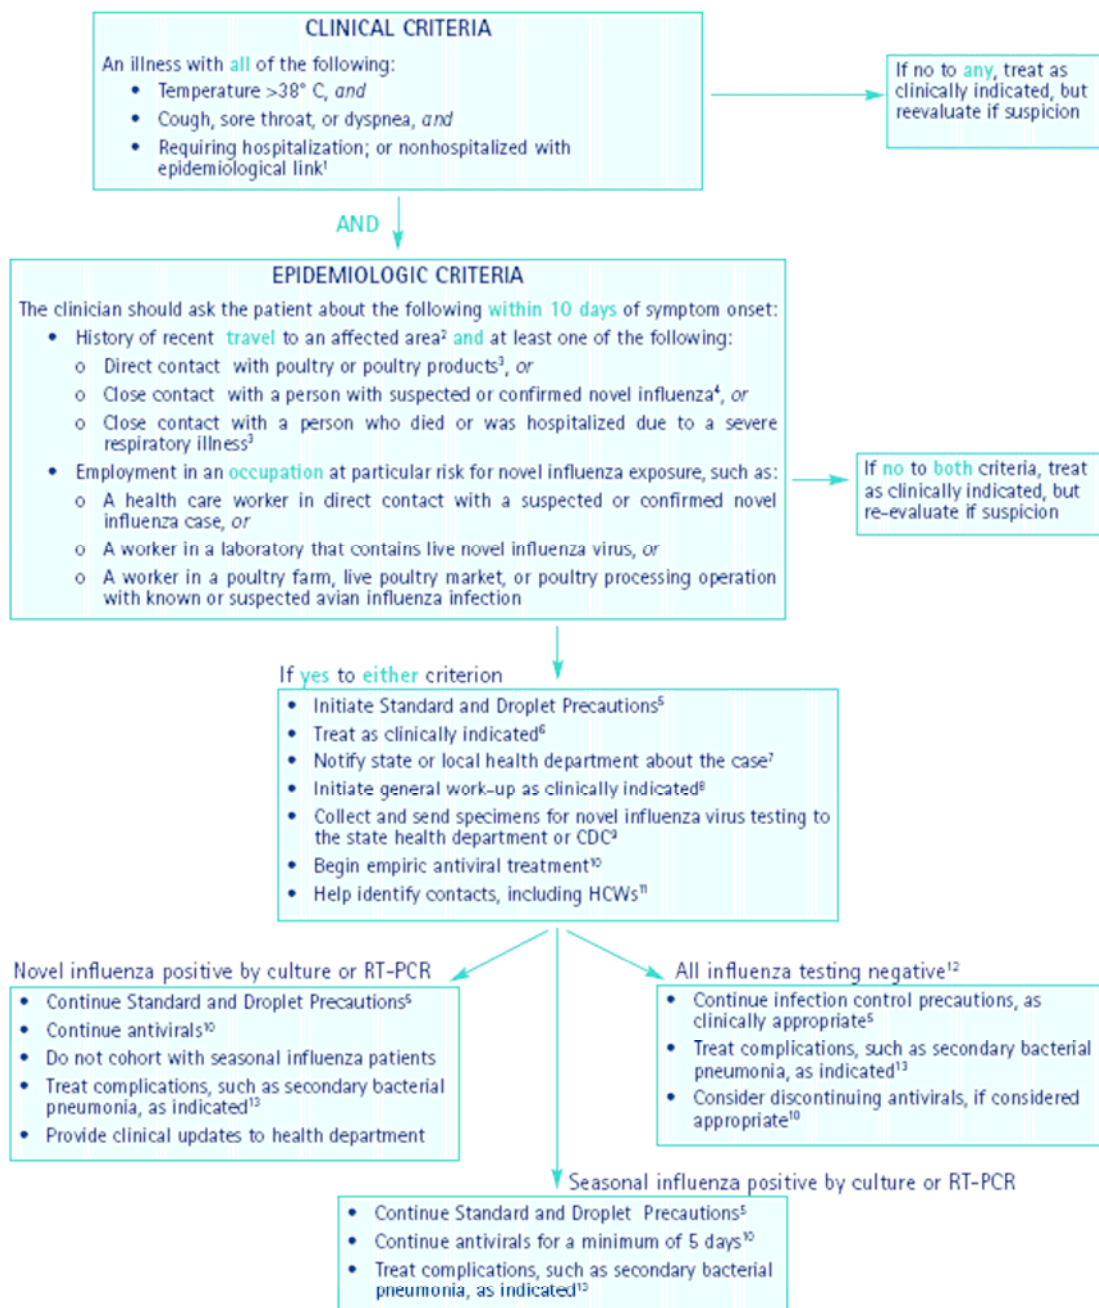 CLINICAL CRITERIA
An illness with all of the following:
• Temperature >38° C, and
• Cough, sore throat, or dyspnea, and
• Requiring hospitalization; or nonhospitalized with
epidemiological link¹
If no to any, treat as
clinically indicated, but
reevaluate if suspicion
AND
EPIDEMIOLOGIC CRITERIA
The clinician should ask the patient about the following within 10 days of symptom onset:
• History of recent travel to an affected area² and at least one of the following:
o Direct contact with poultry or poultry products³, or
o Close contact with a person with suspected or confirmed novel influenza⁴, or
o Close contact with a person who died or was hospitalized due to a severe
respiratory illness³
• Employment in an occupation at particular risk for novel influenza exposure, such as:
o A health care worker in direct contact with a suspected or confirmed novel
influenza case, or
o A worker in a laboratory that contains live novel influenza virus, or
o A worker in a poultry farm, live poultry market, or poultry processing operation
with known or suspected avian influenza infection
If no to both criteria, treat
as clinically indicated, but
re-evaluate if suspicion
If yes to either criterion
• Initiate Standard and Droplet Precautions⁵
• Treat as clinically indicated⁶
• Notify state or local health department about the case⁷
• Initiate general work-up as clinically indicated⁸
• Collect and send specimens for novel influenza virus testing to
the state health department or CDC⁹
• Begin empiric antiviral treatment¹⁰
• Help identify contacts, including HCWs¹¹
Novel influenza positive by culture or RT-PCR
• Continue Standard and Droplet Precautions⁵
• Continue antivirals¹⁰
• Do not cohort with seasonal influenza patients
• Treat complications, such as secondary bacterial
pneumonia, as indicated¹³
• Provide clinical updates to health department
All influenza testing negative¹²
• Continue infection control precautions, as
clinically appropriate⁵
• Treat complications, such as secondary bacterial
pneumonia, as indicated¹³
• Consider discontinuing antivirals, if considered
appropriate¹⁰
Seasonal influenza positive by culture or RT-PCR
• Continue Standard and Droplet Precautions⁵
• Continue antivirals for a minimum of 5 days¹⁰
• Treat complications, such as secondary bacterial
pneumonia, as indicated¹³